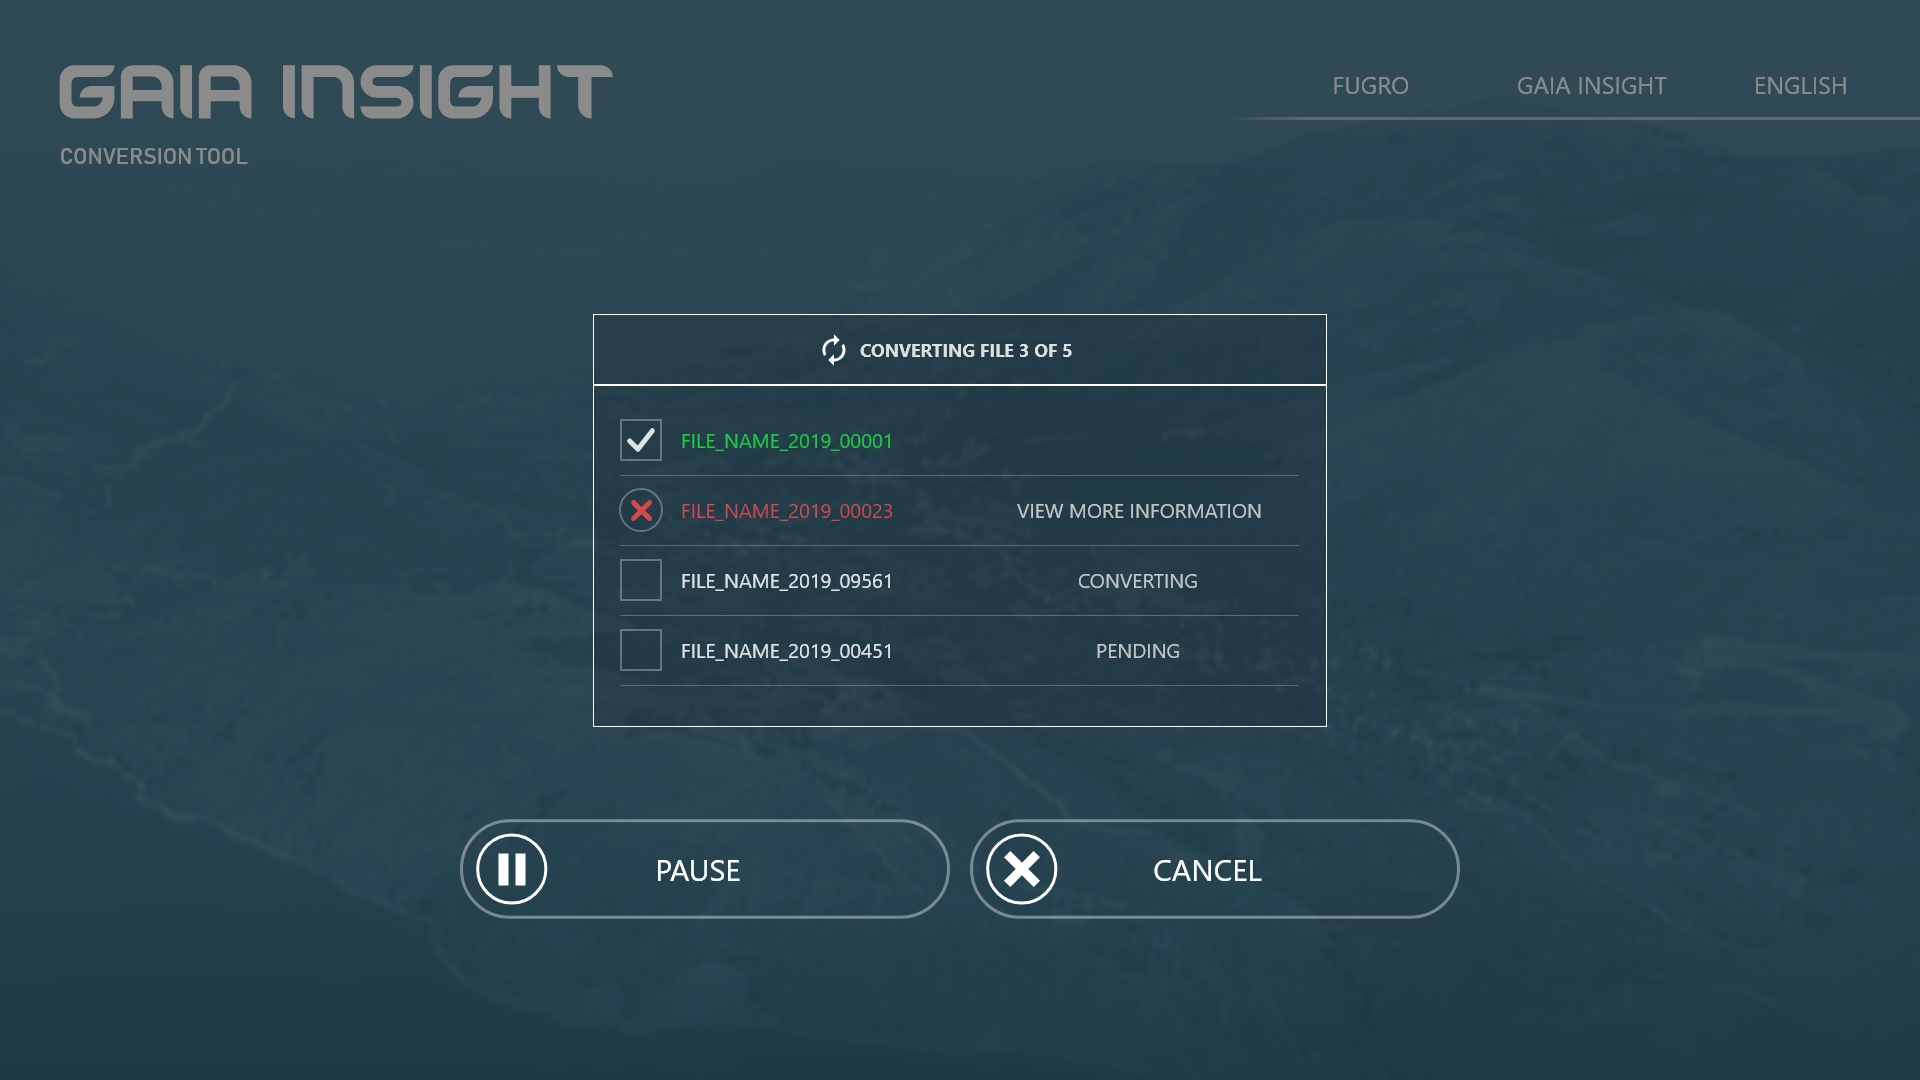 GAIA INSIGHT
CONVERSION TOOL
FUGRO
GAIA INSIGHT
ENGLISH
CONVERTING FILE 3 OF 5
FILE_NAME_2019_00001
FILE_NAME_2019_00023 VIEW MORE INFORMATION
FILE_NAME_2019_09561 CONVERTING
FILE_NAME_2019_00451 PENDING
PAUSE
CANCEL